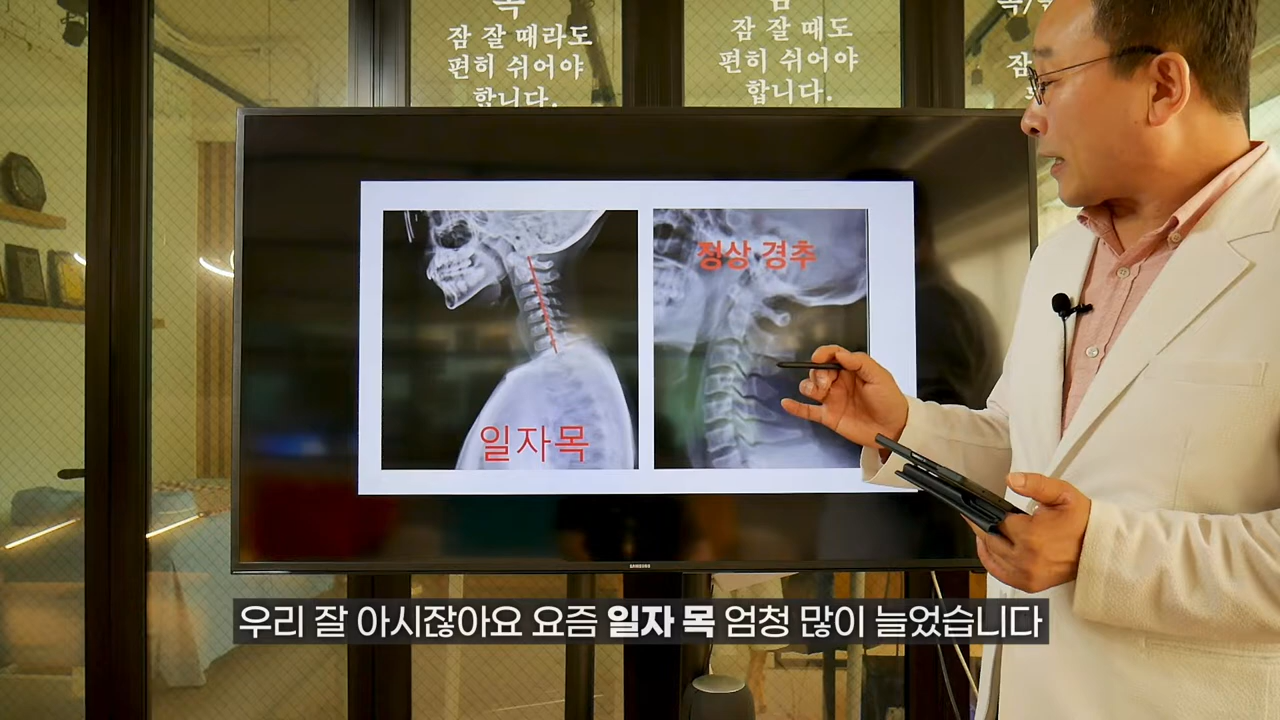 목
잠 잘 때라도
편히 쉬어야
합니다.
잠 잘 때도
편히 쉬어야
합니다.
잠
정상 경추
일자목
SAMSUNG
우리 잘 아시잖아요 요즘 일자 목 엄청 많이 늘었습니다